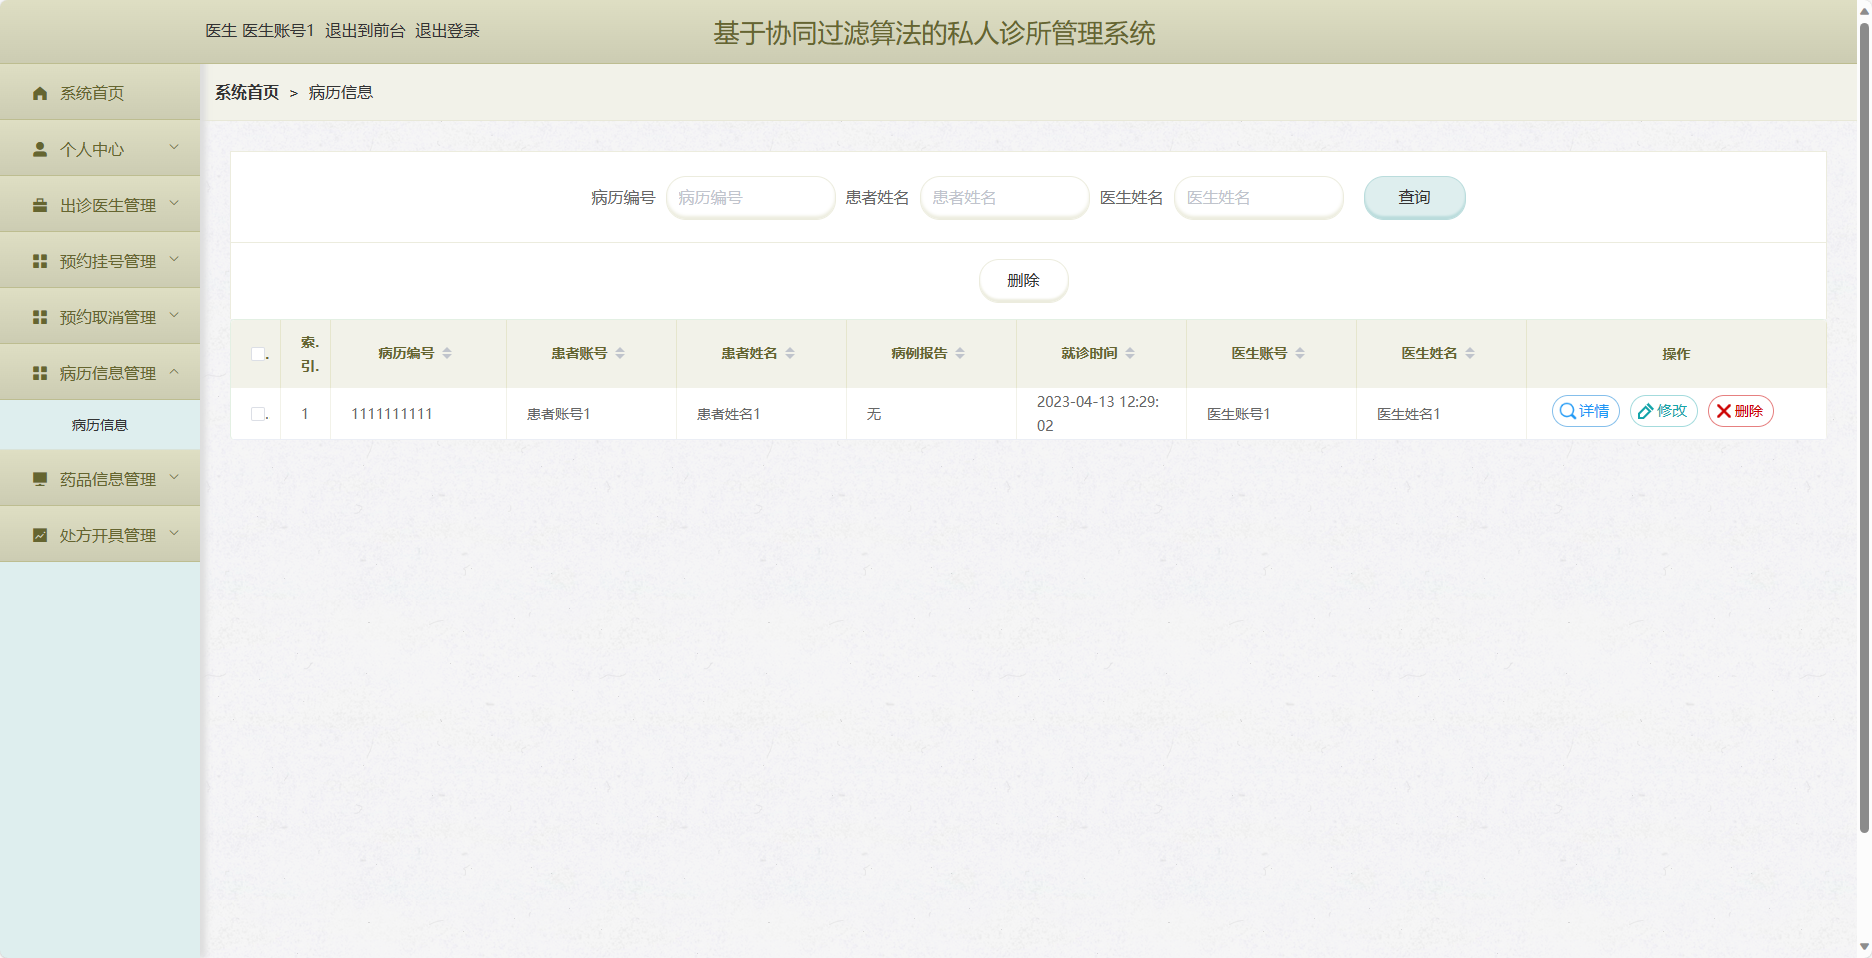 医生 医生账号1 退出到前台 退出登录
基于协同过滤算法的私人诊所管理系统
系统首页
个人中心
出诊医生管理
预约挂号管理
预约取消管理
病历信息管理
病历信息
药品信息管理
处方开具管理
系统首页 > 病历信息
病历编号 病历编号 患者姓名 患者姓名 医生姓名 医生姓名 查询
删除
. 索. 病历编号 患者账号 患者姓名 病例报告 就诊时间 医生账号 医生姓名 操作
引.
. 1 1111111111 患者账号1 患者姓名1 无 2023-04-13 12:29: 医生账号1 医生姓名1 详情 修改 删除
02